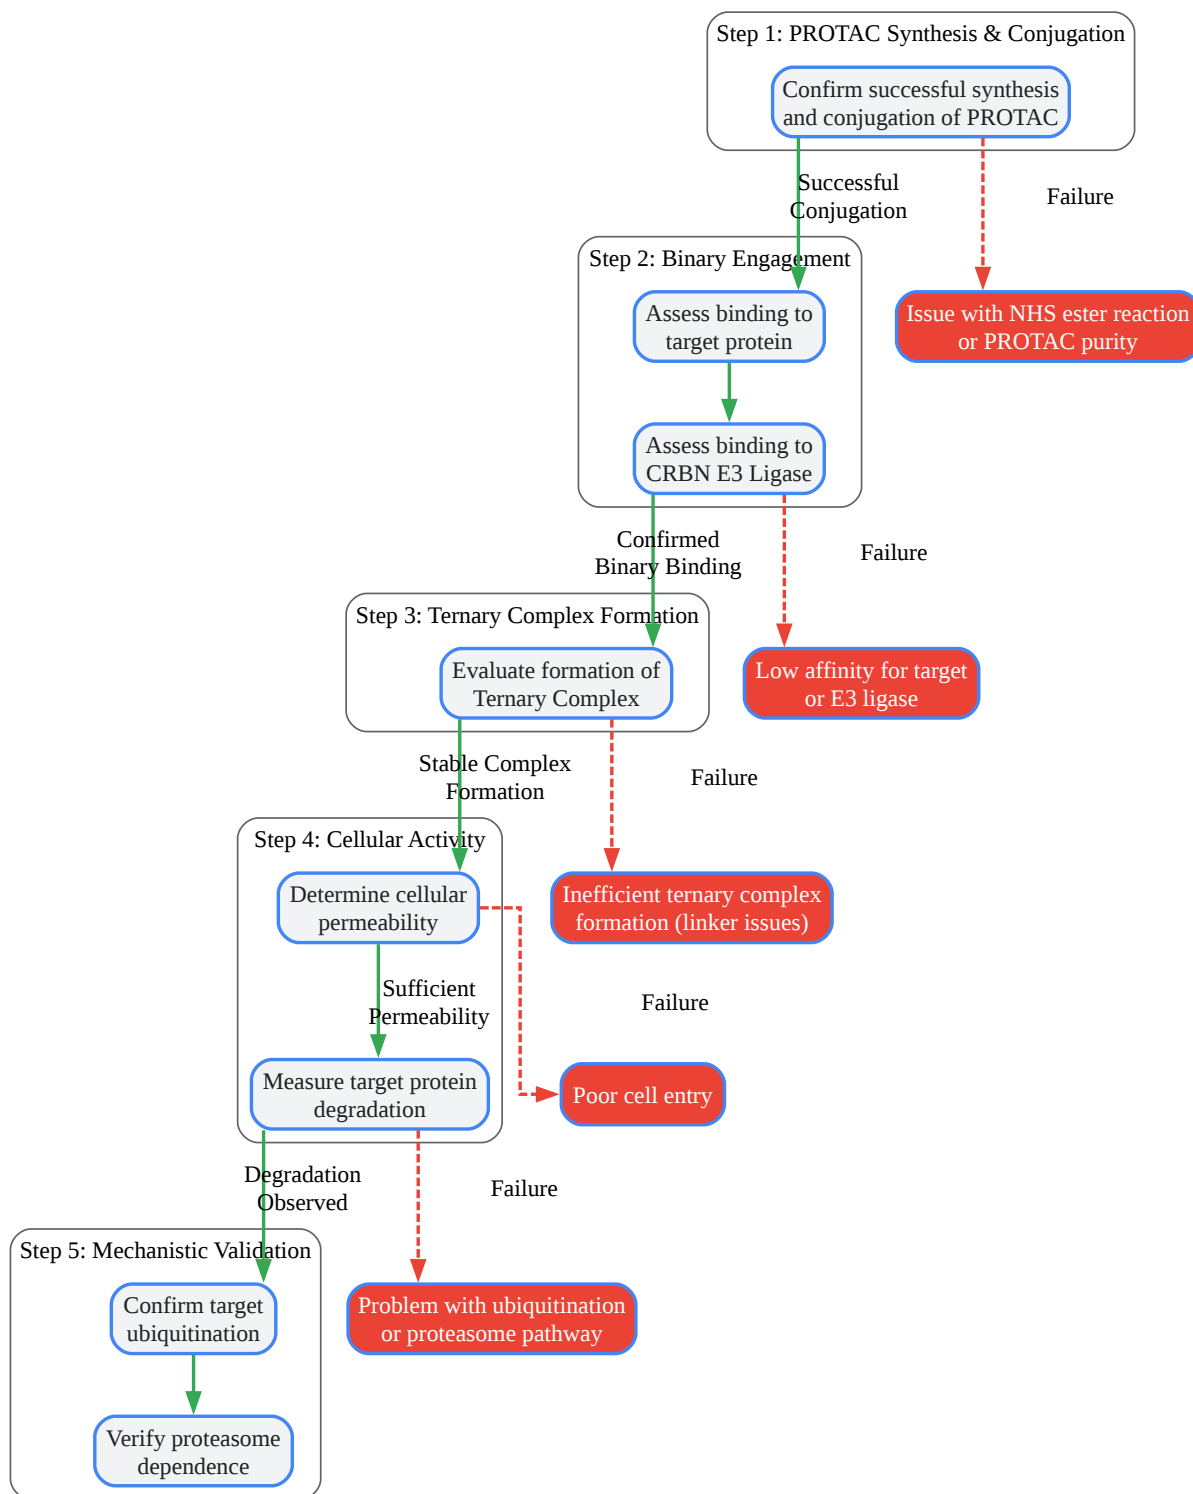 Step 1: PROTAC Synthesis & Conjugation
Confirm successful synthesis
and conjugation of PROTAC
Successful
Conjugation
Failure
Step 2: Binary Engagement
Assess binding to
target protein
Issue with NHS ester reaction
or PROTAC purity
Assess binding to
CRBN E3 Ligase
Confirmed
Binary Binding
Failure
Step 3: Ternary Complex Formation
Evaluate formation of
Ternary Complex
Low affinity for target
or E3 ligase
Stable Complex
Formation
Failure
Step 4: Cellular Activity
Determine cellular
permeability
Inefficient ternary complex
formation (linker issues)
Sufficient
Permeability
Failure
Measure target protein
degradation
Poor cell entry
Degradation
Observed
Failure
Step 5: Mechanistic Validation
Confirm target
ubiquitination
Problem with ubiquitination
or proteasome pathway
Verify proteasome
dependence